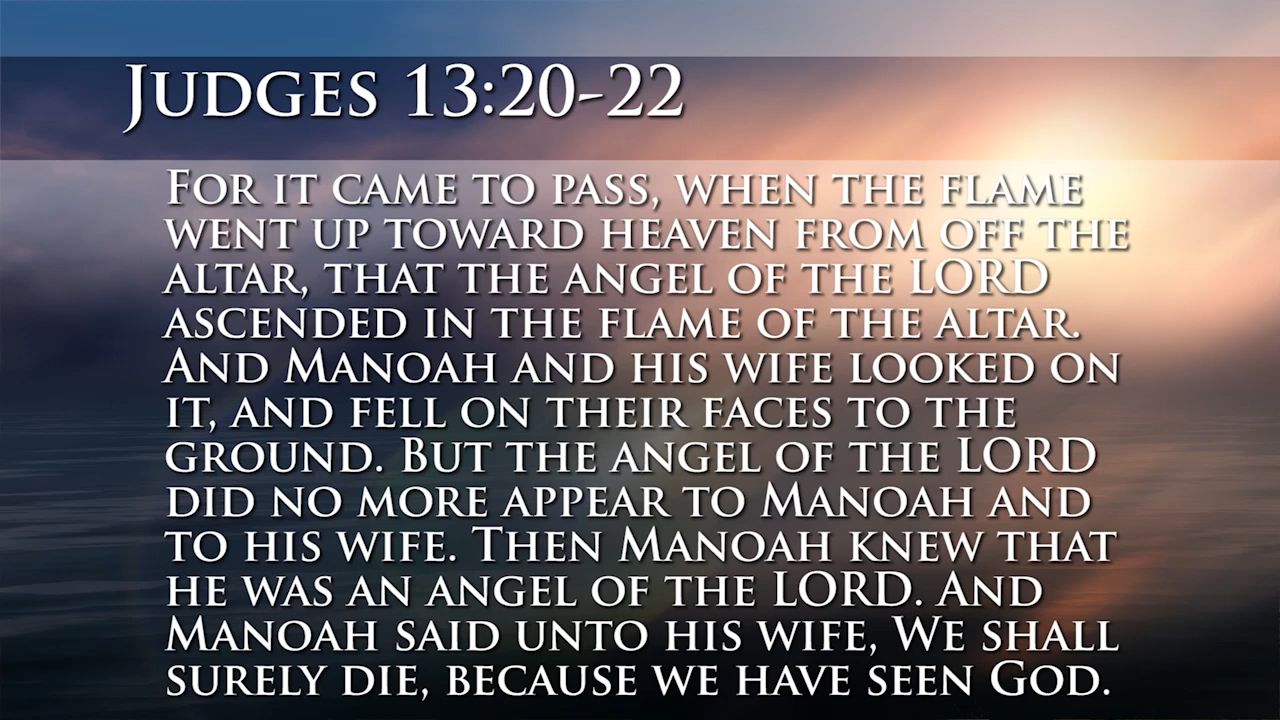 Judges 13:20-22
For it came to pass, when the flame
went up toward heaven from off the
altar, that the angel of the LORD
ascended in the flame of the altar.
And Manoah and his wife looked on
it, and fell on their faces to the
ground. But the angel of the LORD
did no more appear to Manoah and
to his wife. Then Manoah knew that
he was an angel of the LORD. And
Manoah said unto his wife, We shall
surely die, because we have seen God.